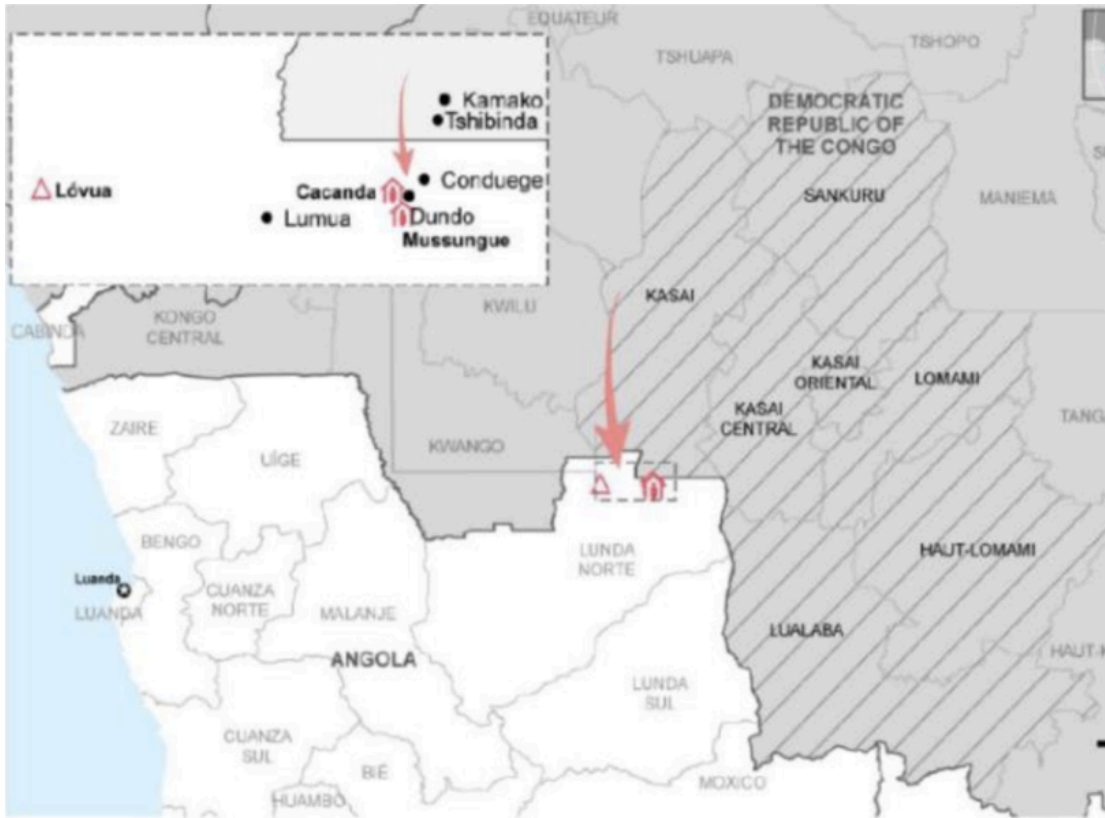 EQUATEUR
TSHUAPA
TSHOPO
DEMOCRATIC
REPUBLIC OF
THE CONGO
SANKURU
MANIEMA
Kamako
Tshibinda
Cacanda
Conduege
Lóvua
Lumua
Dundo
Mussungue
CABINDA
KONGO
CENTRAL
KWILU
KASAI
KASAI
ORIENTAL
LOMAMI
KASAI
CENTRAL
KWANGO
ZAIRE
UÍGE
BENGO
LUNDA
NORTE
HAUT-LOMAMI
Luanda
LUANDA
CUANZA
NORTE
MALANJE
LUALABA
ANGOLA
LUNDA
SUL
CUANZA
SUL
BIÉ
HUAMBO
MOXICO